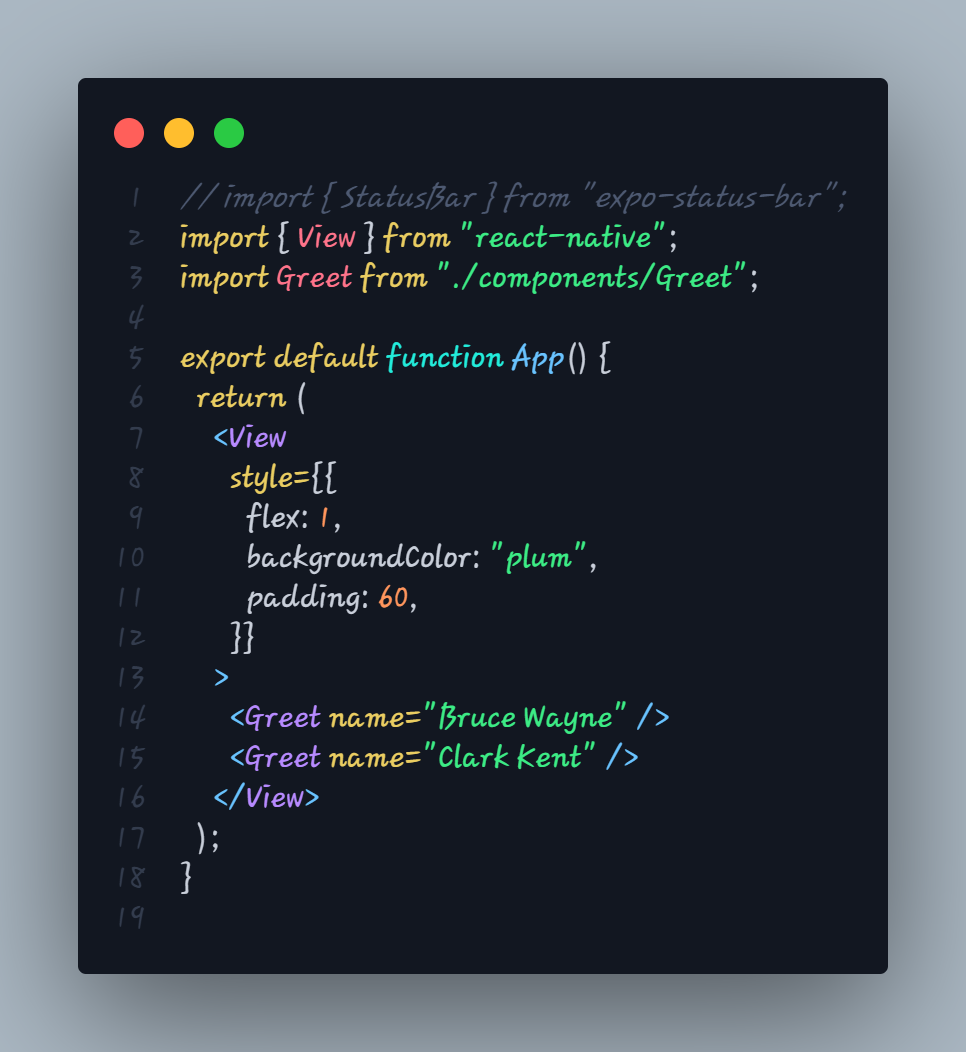 1 // import { StatusBar } from "expo-status-bar";
2 import { View } from "react-native";
3 import Greet from "./components/Greet";
4
5 export default function App() {
6   return (
7     <View
8       style={{
9         flex: 1,
10         backgroundColor: "plum",
11         padding: 60,
12       }}
13     >
14       <Greet name="Bruce Wayne" />
15       <Greet name="Clark Kent" />
16     </View>
17   );
18 }
19